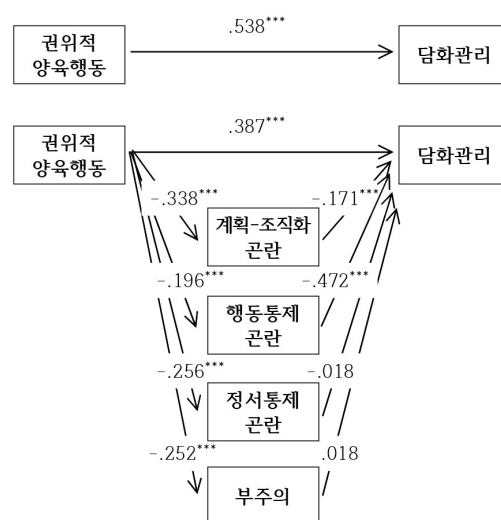 .538***
권위적
양육행동
담화관리
.387***
권위적
양육행동
담화관리
-.338***
-.171***
계획-조직화
곤란
-.196***
-.472***
행동통제
곤란
-.256***
-.018
정서통제
곤란
-.252***
.018
부주의